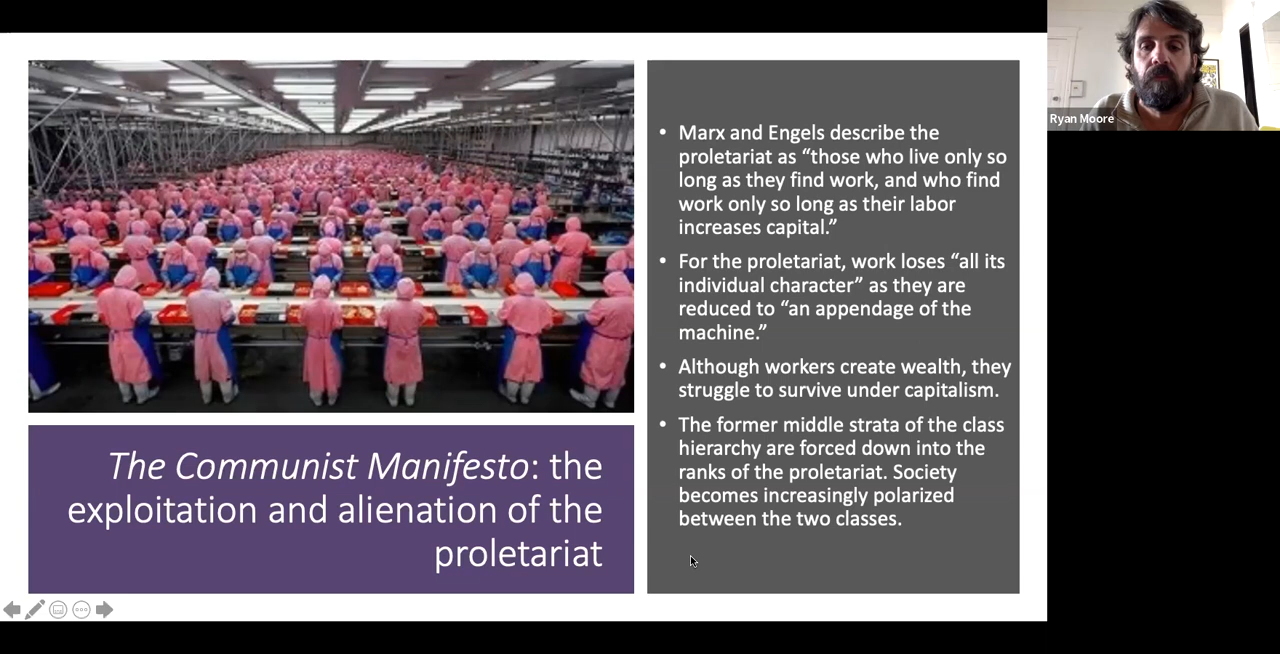 The Communist Manifesto: the
exploitation and alienation of the
proletariat
• Marx and Engels describe the
proletariat as “those who live only so
long as they find work, and who find
work only so long as their labor
increases capital.”
• For the proletariat, work loses “all its
individual character” as they are
reduced to “an appendage of the
machine.”
• Although workers create wealth, they
struggle to survive under capitalism.
• The former middle strata of the class
hierarchy are forced down into the
ranks of the proletariat. Society
becomes increasingly polarized
between the two classes.
Ryan Moore